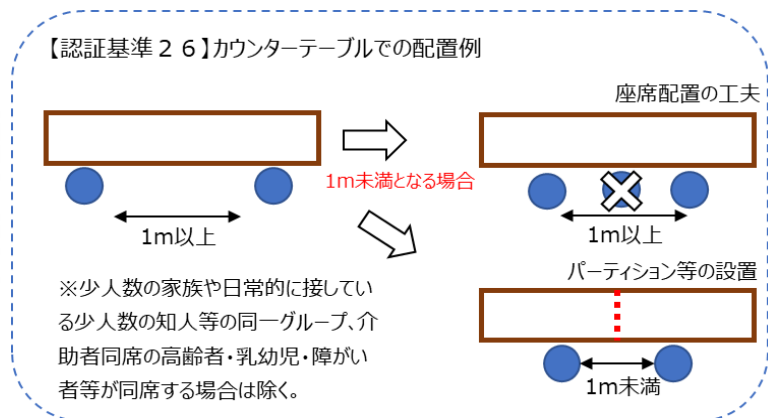 【認証基準２６】カウンターテーブルでの配置例
1m以上
1m未満となる場合
座席配置の工夫
1m以上
パーティション等の設置
1m未満
※少人数の家族や日常的に接してい
る少人数の知人等の同一グループ、介
助者同席の高齢者・乳幼児・障がい
者等が同席する場合は除く。